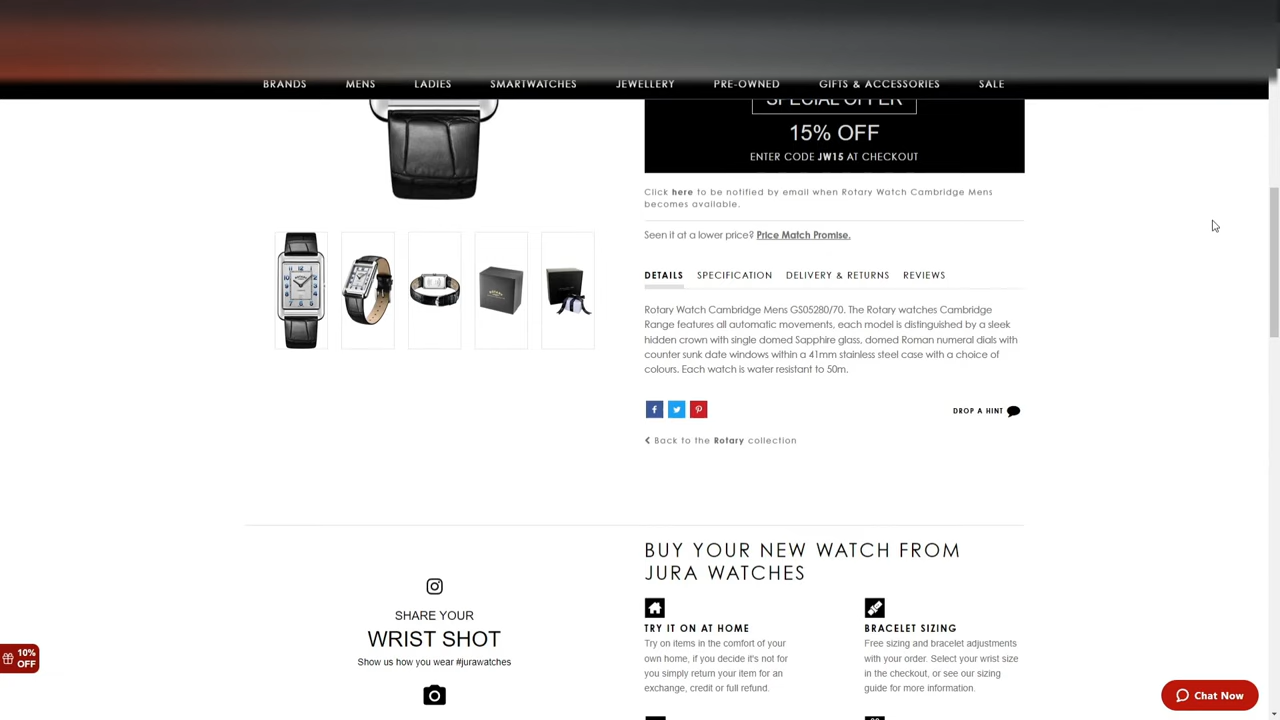 BRANDS MENS LADIES SMARTWATCHES JEWELLERY PRE-OWNED GIFTS & ACCESSORIES SALE
SPECIAL OFFER
15% OFF
ENTER CODE JW15 AT CHECKOUT
Click here to be notified by email when Rotary Watch Cambridge Mens
becomes available.
Seen it at a lower price? Price Match Promise.
DETAILS SPECIFICATION DELIVERY & RETURNS REVIEWS
Rotary Watch Cambridge Mens GS05280/70. The Rotary watches Cambridge
Range features all automatic movements, each model is distinguished by a sleek
hidden crown with single domed Sapphire glass, domed Roman numeral dials with
counter sunk date windows within a 41mm stainless steel case with a choice of
colours. Each watch is water resistant to 50m.
DROP A HINT
Back to the Rotary collection
SHARE YOUR
WRIST SHOT
Show us how you wear #jurawatches
BUY YOUR NEW WATCH FROM
JURA WATCHES
TRY IT ON AT HOME
Try on items in the comfort of your
own home, if you decide it's not for
you simply return your item for an
exchange, credit or full refund.
BRACELET SIZING
Free sizing and bracelet adjustments
with your order. Select your wrist size
in the checkout, or see our sizing
guide for more information.
10%
OFF
Chat Now